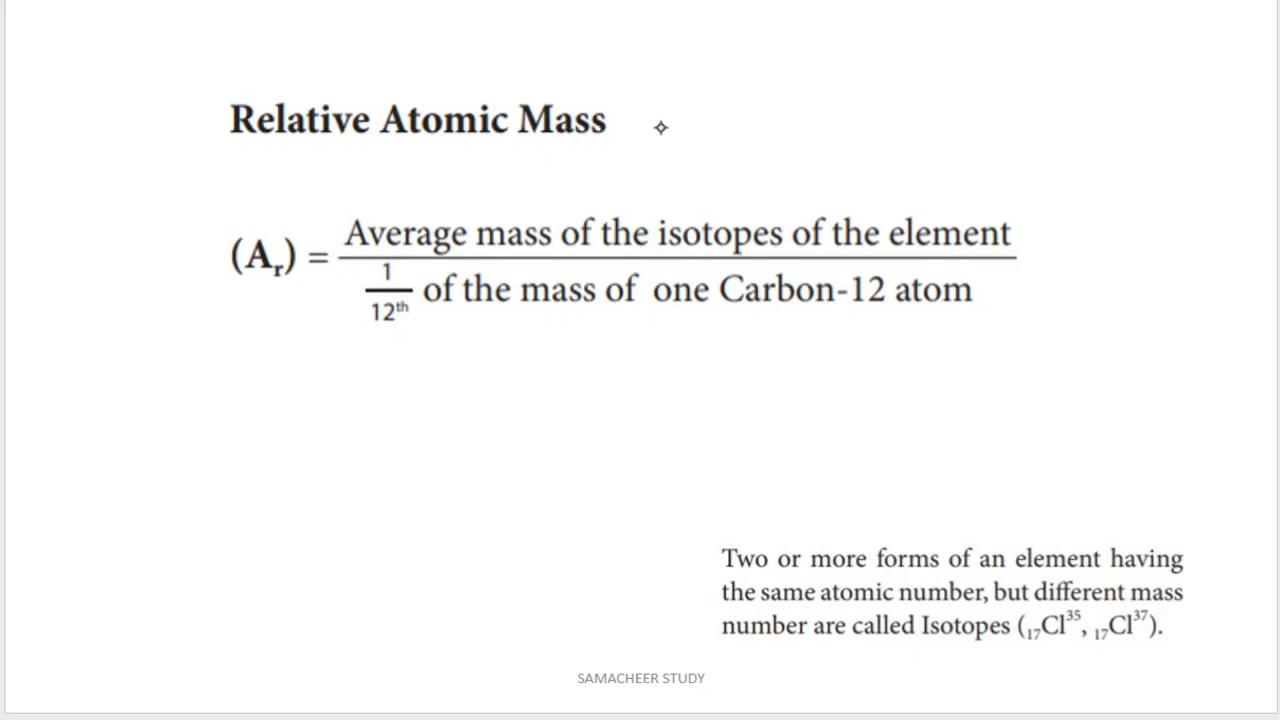 Relative Atomic Mass
(Aᵣ) = Average mass of the isotopes of the element
1
12ᵗʰ of the mass of one Carbon-12 atom
Two or more forms of an element having
the same atomic number, but different mass
number are called Isotopes (₁₇Cl³⁵, ₁₇Cl³⁷).
SAMACHEER STUDY